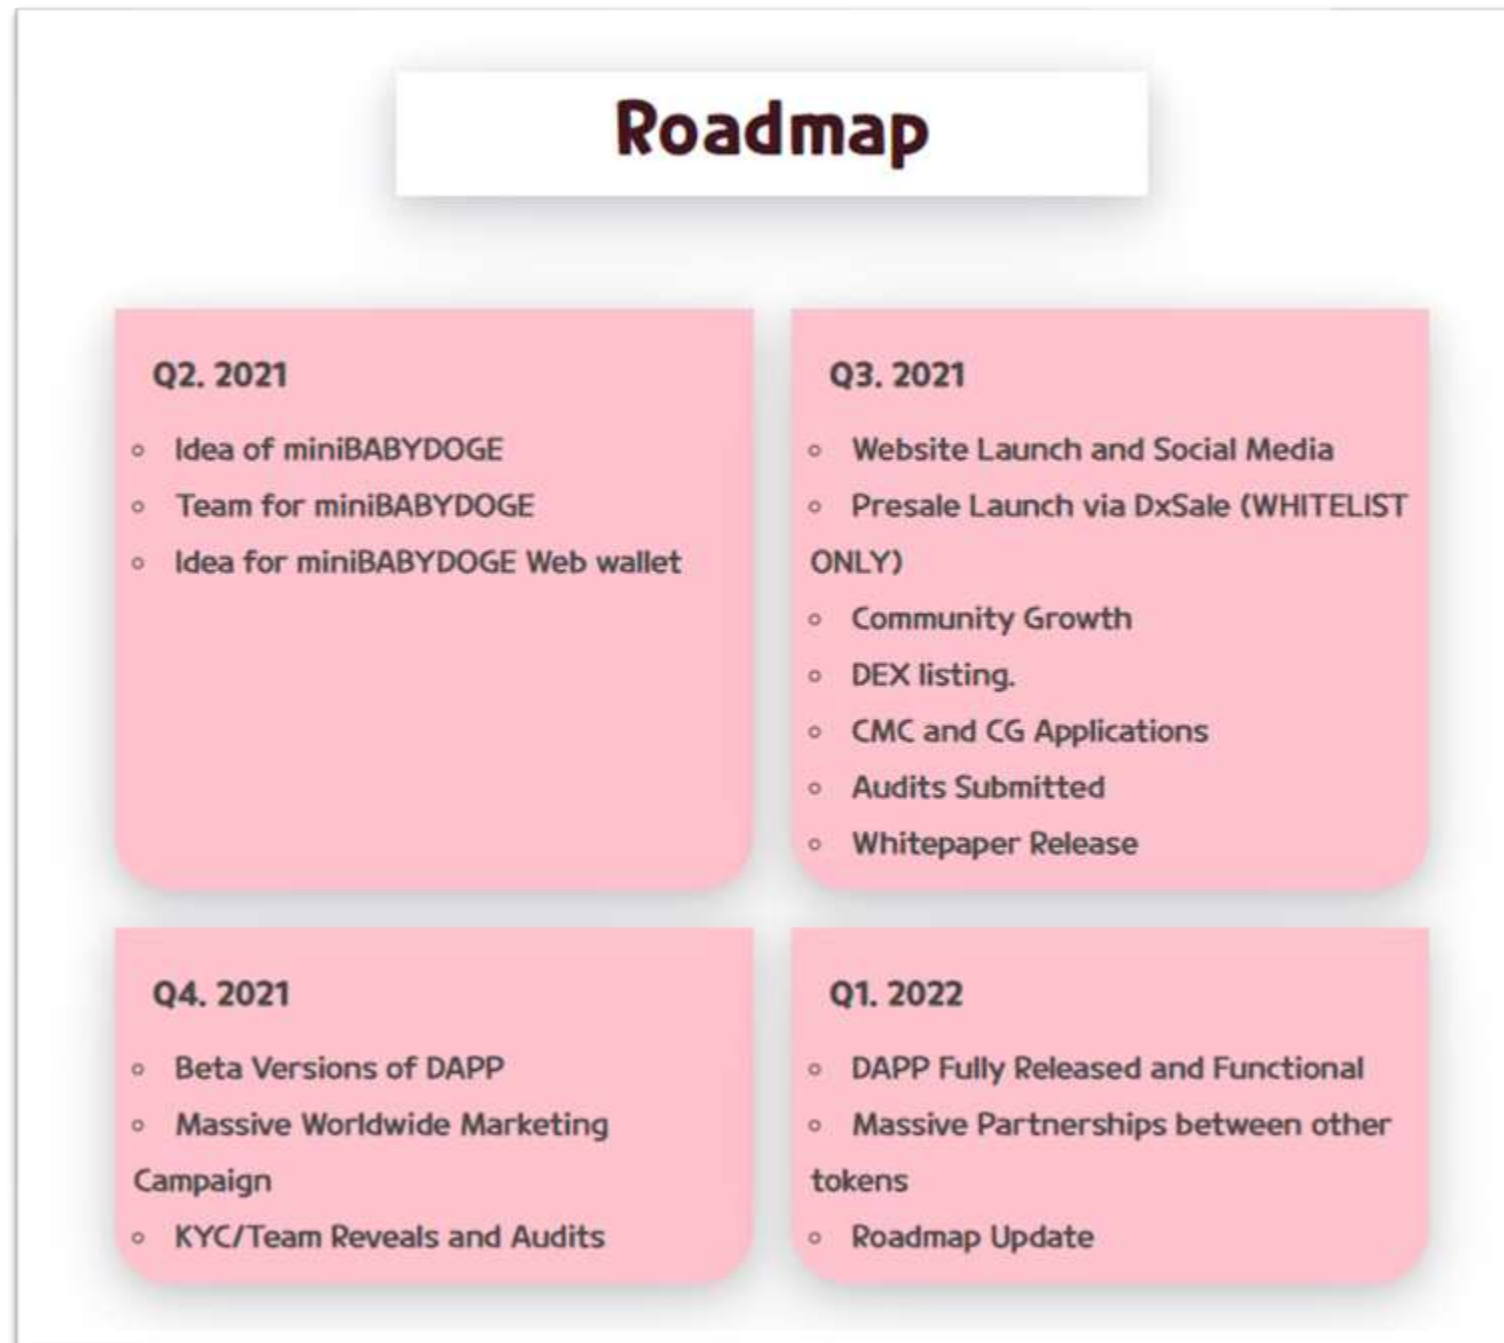 Roadmap
Q2. 2021
◦ Idea of miniBABYDOGE
◦ Team for miniBABYDOGE
◦ Idea for miniBABYDOGE Web wallet
Q3. 2021
◦ Website Launch and Social Media
◦ Presale Launch via DxSale (WHITELIST
ONLY)
◦ Community Growth
◦ DEX listing.
◦ CMC and CG Applications
◦ Audits Submitted
◦ Whitepaper Release
Q4. 2021
◦ Beta Versions of DAPP
◦ Massive Worldwide Marketing
Campaign
◦ KYC/Team Reveals and Audits
Q1. 2022
◦ DAPP Fully Released and Functional
◦ Massive Partnerships between other
tokens
◦ Roadmap Update